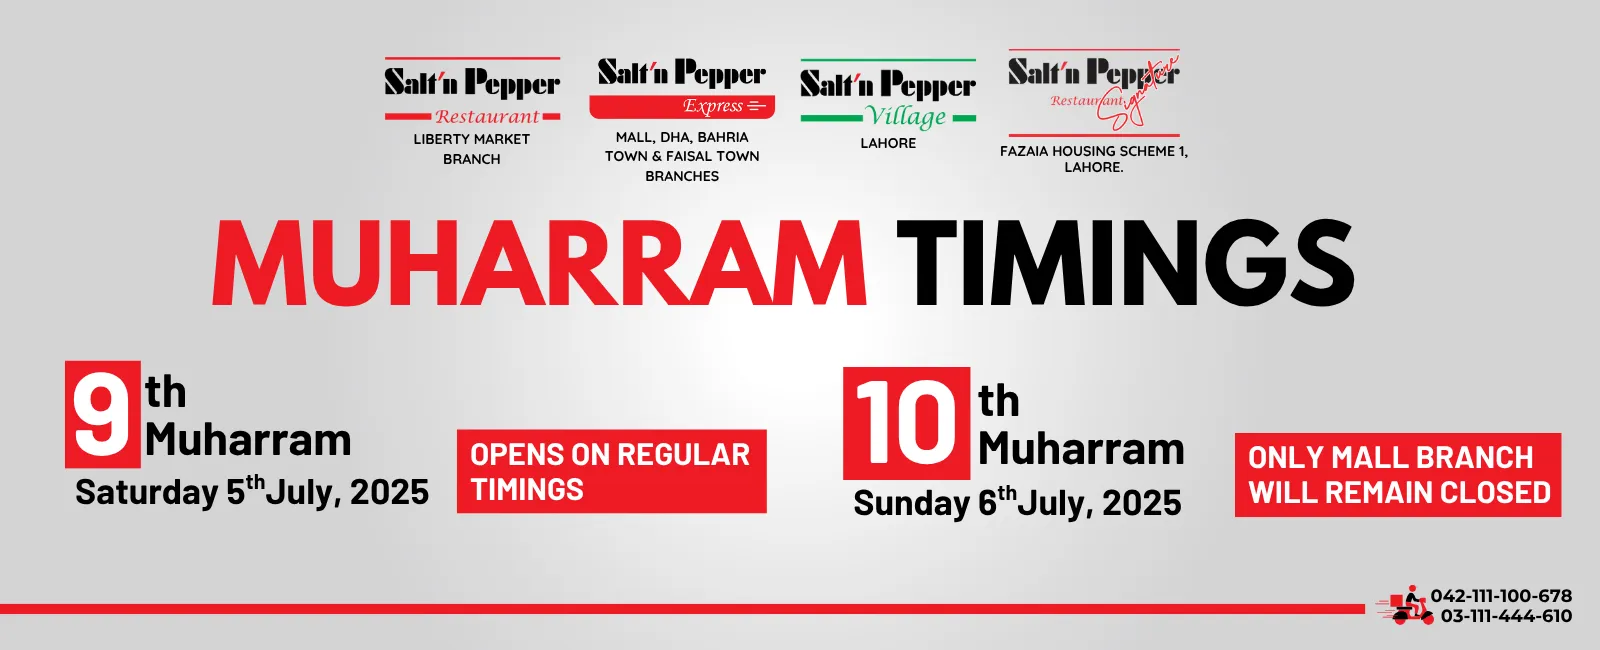 Salt'n Pepper
Restaurant
LIBERTY MARKET
BRANCH
Salt'n Pepper
Express
MALL, DHA, BAHRIA
TOWN & FAISAL TOWN
BRANCHES
Salt'n Pepper
Village
LAHORE
Salt'n Pepper
Restaurant
Signature
FAZAIA HOUSING SCHEME 1,
LAHORE.
MUHARRAM TIMINGS
9th
Muharram
Saturday 5th July, 2025
OPENS ON REGULAR
TIMINGS
10th
Muharram
Sunday 6th July, 2025
ONLY MALL BRANCH
WILL REMAIN CLOSED
042-111-100-678
03-111-444-610